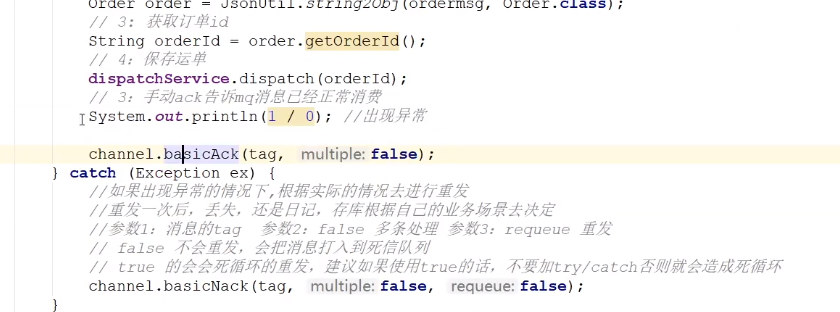 Order order = JsonUtil.string2Obj(ordermsg, Order.class);
// 3: 获取订单id
String orderId = order.getOrderId();
// 4: 保存运单
dispatchService.dispatch(orderId);
// 3: 手动ack告诉mq消息已经正常消费
System.out.println(1 / 0); //出现异常
channel.basicAck(tag, multiple: false);
} catch (Exception ex) {
//如果出现异常的情况下,根据实际的情况去进行重发
//重发一次后，丢失，还是日记，存库根据自己的业务场景去决定
//参数1：消息的tag 参数2：false 多条处理 参数3：requeue 重发
// false 不会重发，会把消息打入到死信队列
// true 的会会死循环的重发，建议如果使用true的话，不要加try/catch否则就会造成死循环
channel.basicNack(tag, multiple: false, requeue: false);
}